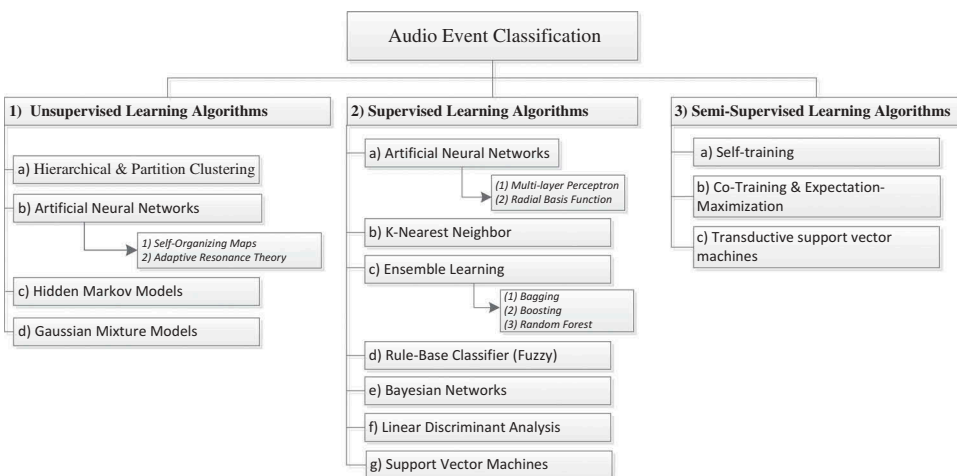 Audio Event Classification
1) Unsupervised Learning Algorithms
a) Hierarchical & Partition Clustering
b) Artificial Neural Networks
1) Self-Organizing Maps
2) Adaptive Resonance Theory
c) Hidden Markov Models
d) Gaussian Mixture Models
2) Supervised Learning Algorithms
a) Artificial Neural Networks
(1) Multi-layer Perceptron
(2) Radial Basis Function
b) K-Nearest Neighbor
c) Ensemble Learning
(1) Bagging
(2) Boosting
(3) Random Forest
d) Rule-Base Classifier (Fuzzy)
e) Bayesian Networks
f) Linear Discriminant Analysis
g) Support Vector Machines
3) Semi-Supervised Learning Algorithms
a) Self-training
b) Co-Training & Expectation-
Maximization
c) Transductive support vector
machines